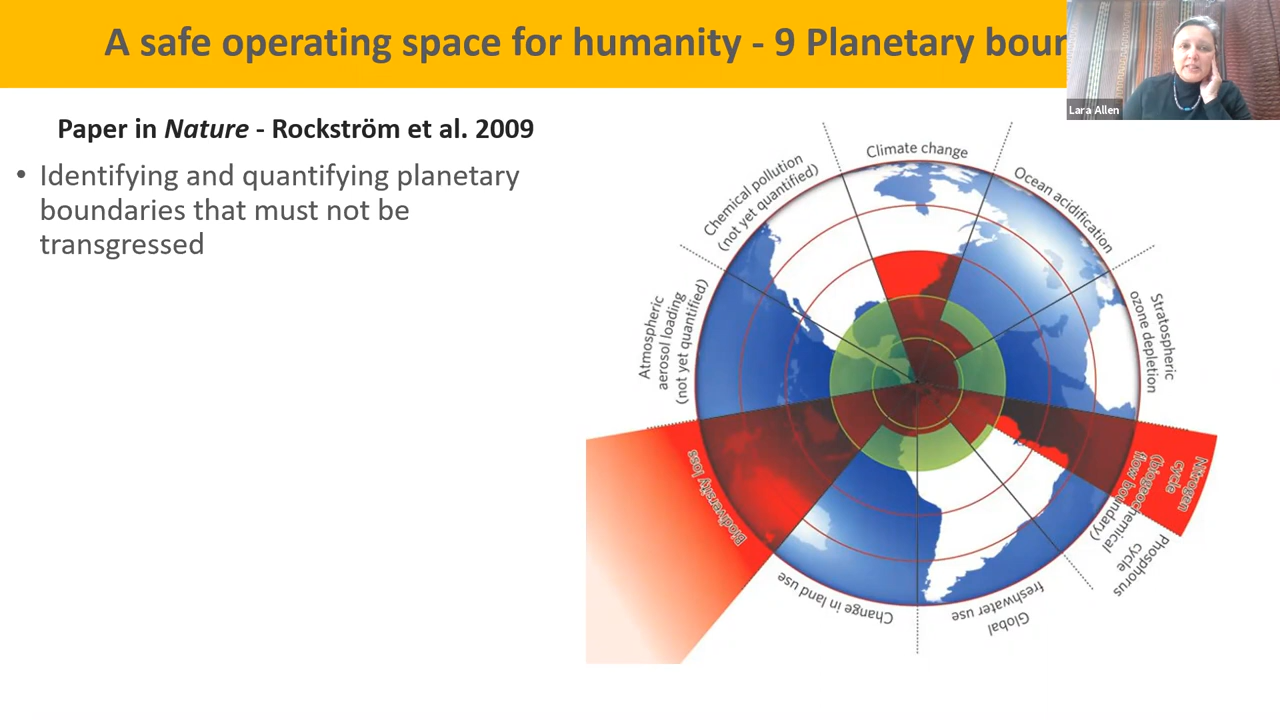 A safe operating space for humanity - 9 Planetary boun
Lara Allen
Paper in Nature - Rockström et al. 2009
• Identifying and quantifying planetary
boundaries that must not be
transgressed
Climate change
Ocean acidification
Stratospheric
ozone depletion
Nitrogen
cycle
(biogeochemical
flow boundary)
Phosphorus
cycle
Global
freshwater use
Change in land use
Biodiversity loss
Atmospheric
aerosol loading
(not yet quantified)
Chemical pollution
(not yet quantified)